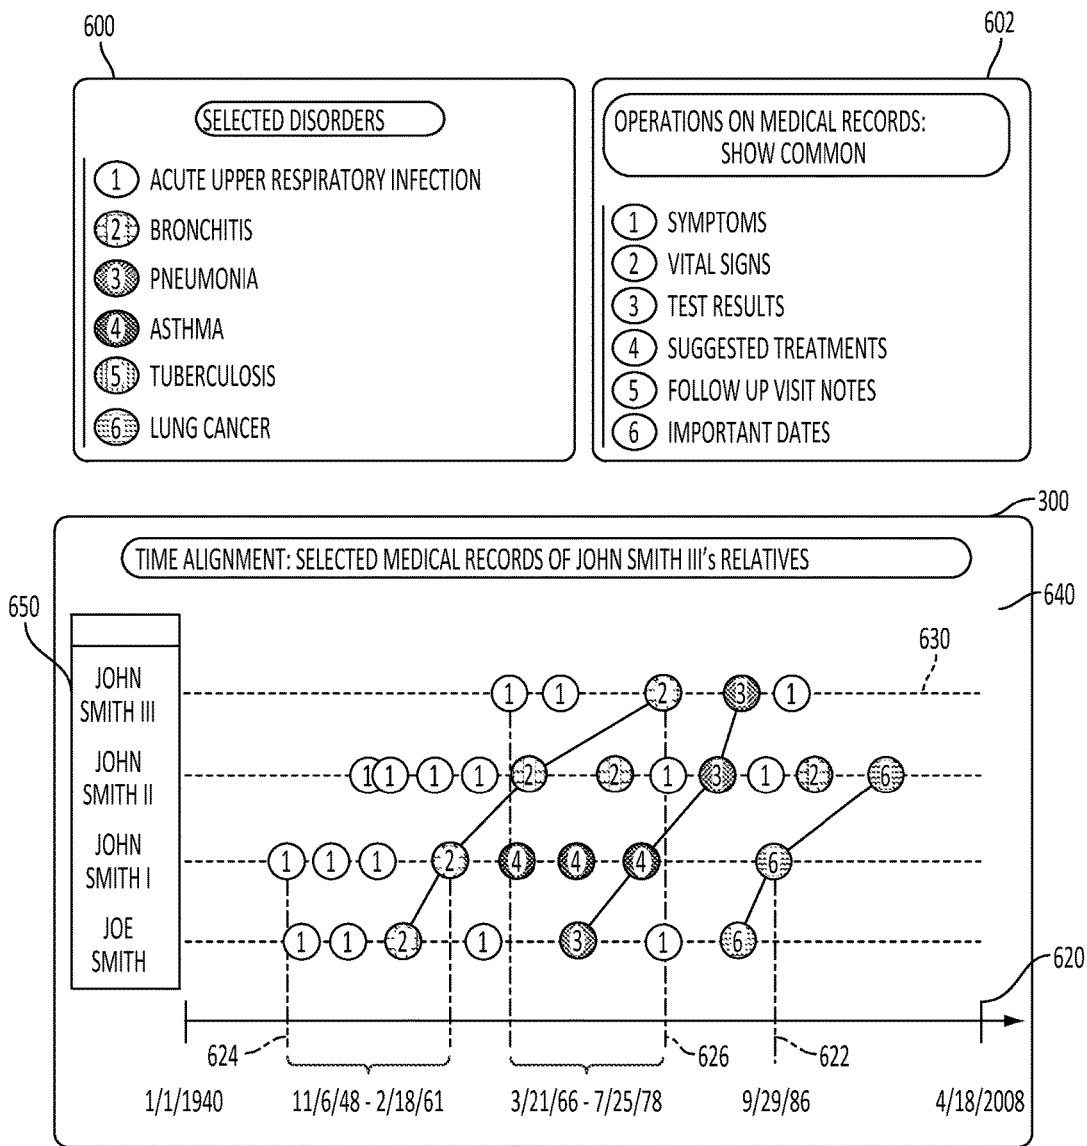 600
602
SELECTED DISORDERS
1 ACUTE UPPER RESPIRATORY INFECTION
2 BRONCHITIS
3 PNEUMONIA
4 ASTHMA
5 TUBERCULOSIS
6 LUNG CANCER
OPERATIONS ON MEDICAL RECORDS:
SHOW COMMON
1 SYMPTOMS
2 VITAL SIGNS
3 TEST RESULTS
4 SUGGESTED TREATMENTS
5 FOLLOW UP VISIT NOTES
6 IMPORTANT DATES
300
TIME ALIGNMENT: SELECTED MEDICAL RECORDS OF JOHN SMITH III's RELATIVES
650
640
630
JOHN
SMITH III
1 1 2 3 1
JOHN
SMITH II
1 1 1 1 2 2 1 3 1 2 6
JOHN
SMITH I
1 1 1 2 4 4 4 6
JOE
SMITH
1 1 2 1 3 1 6
620
624
626
622
1/1/1940
11/6/48 - 2/18/61
3/21/66 - 7/25/78
9/29/86
4/18/2008